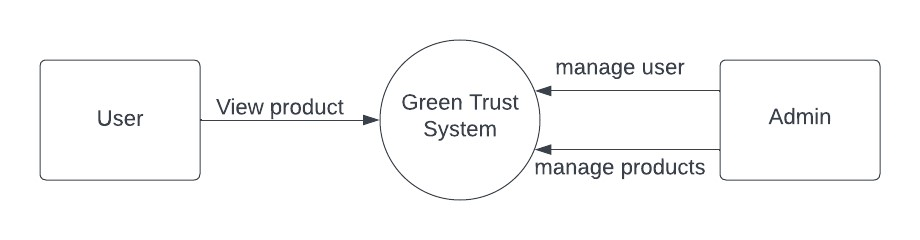 User
View product
Green Trust
System
manage user
manage products
Admin